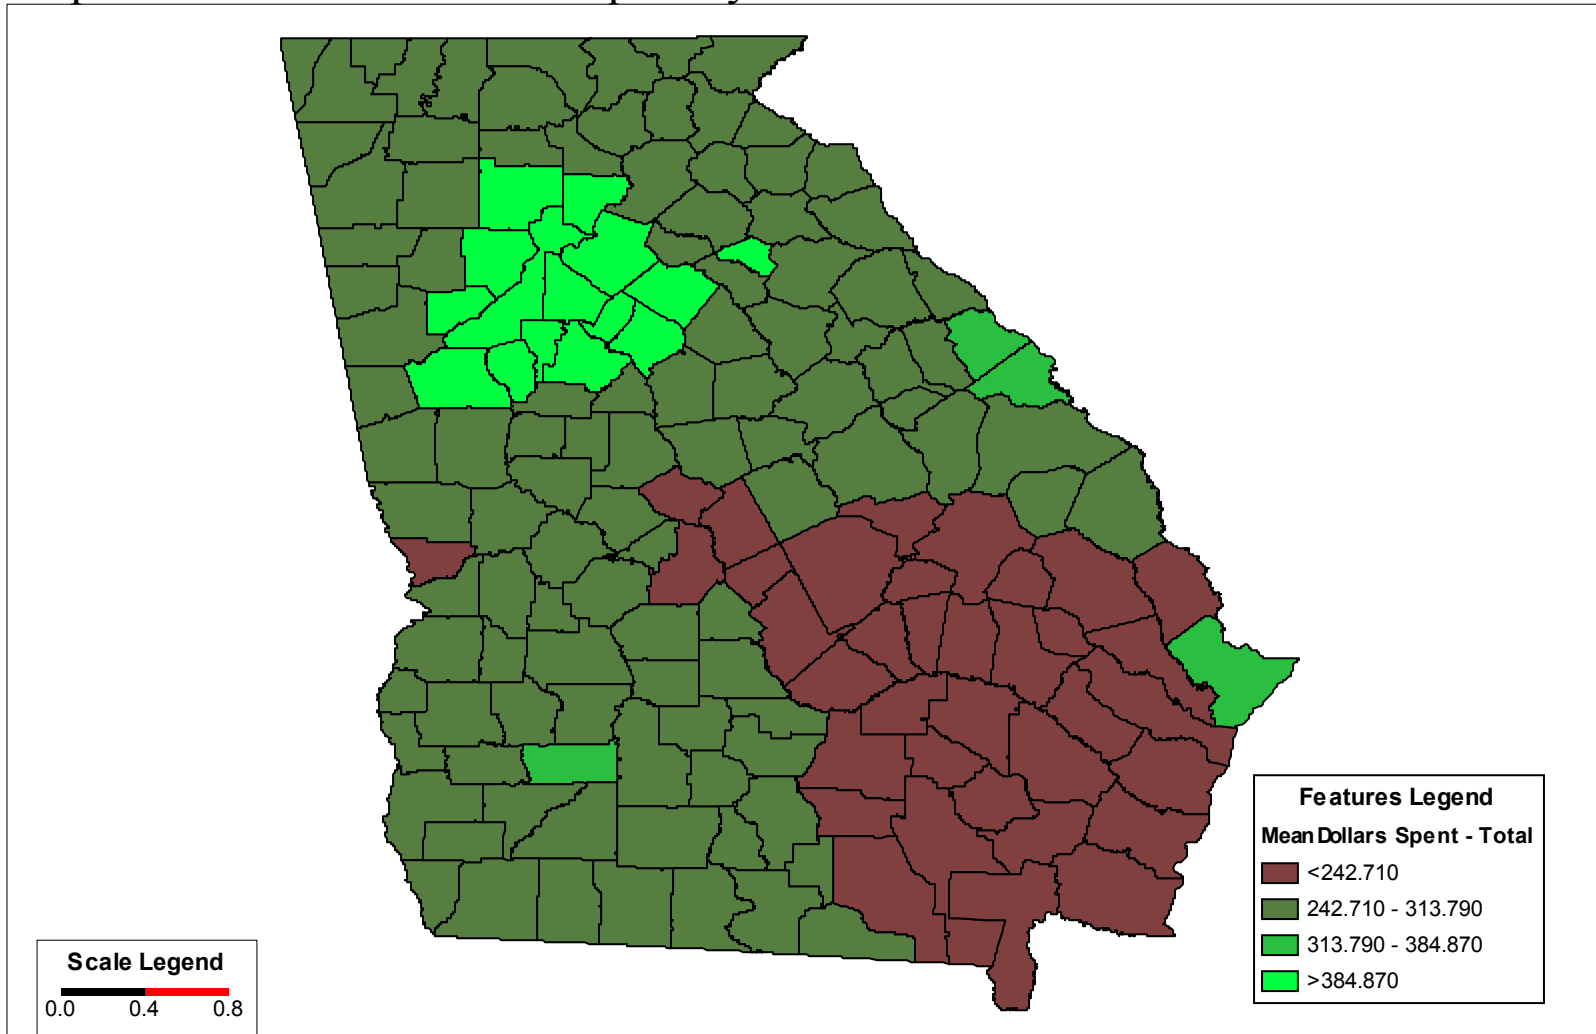 Features Legend
Mean Dollars Spent - Total
<242.710
242.710 - 313.790
313.790 - 384.870
>384.870
Scale Legend
0.0 0.4 0.8